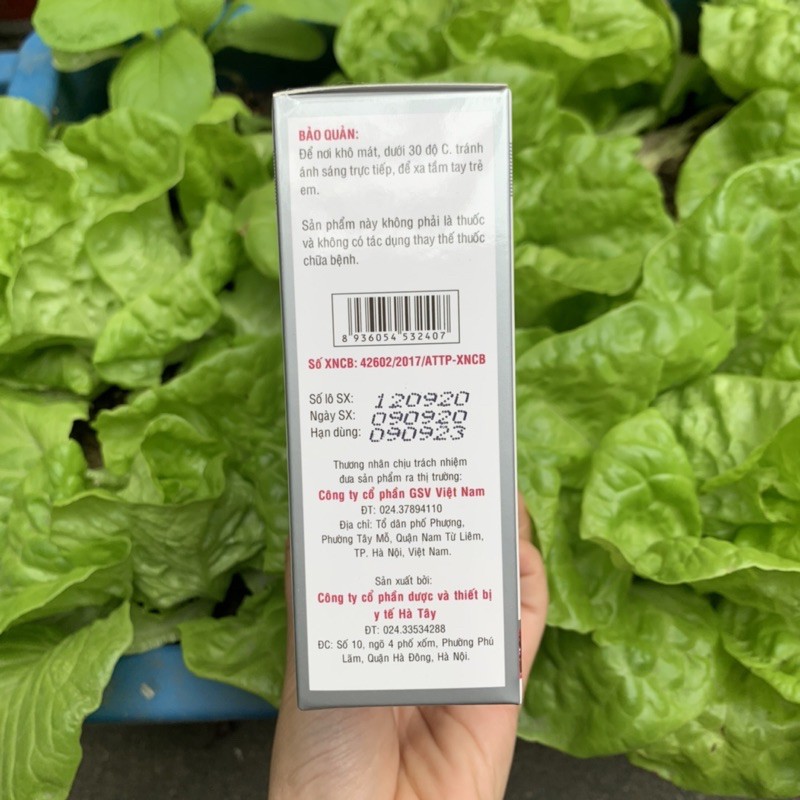 BẢO QUẢN:
Để nơi khô mát, dưới 30 độ C. tránh
ánh sáng trực tiếp, để xa tầm tay trẻ
em.
Sản phẩm này không phải là thuốc
và không có tác dụng thay thế thuốc
chữa bệnh.
8 936054 532407
Số XNCB: 42602/2017/ATTP-XNCB
Số lô SX: 120920
Ngày SX: 090920
Hạn dùng: 090923
Thương nhân chịu trách nhiệm
đưa sản phẩm ra thị trường:
Công ty cổ phần GSV Việt Nam
ĐT: 024.37894110
Địa chỉ: Tổ dân phố Phượng,
Phường Tây Mỗ, Quận Nam Từ Liêm,
TP. Hà Nội, Việt Nam.
Sản xuất bởi:
Công ty cổ phần dược và thiết bị
y tế Hà Tây
ĐT: 024.33534288
ĐC: Số 10, ngõ 4 phố xốm, Phường Phú
Lãm, Quận Hà Đông, Hà Nội.